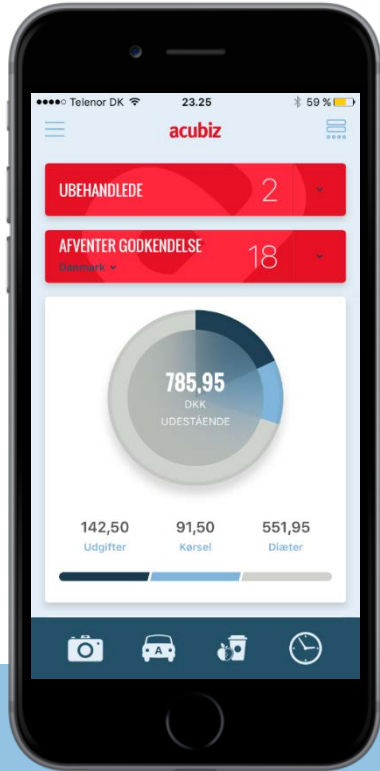 Telenor DK 23.25 59 %
acubiz
UBEHANDLEDE 2
AFVENTER GODKENDELSE 18
Danmark
785,95
DKK
UDESTÅENDE
142,50 91,50 551,95
Udgifter Kørsel Diæter
A